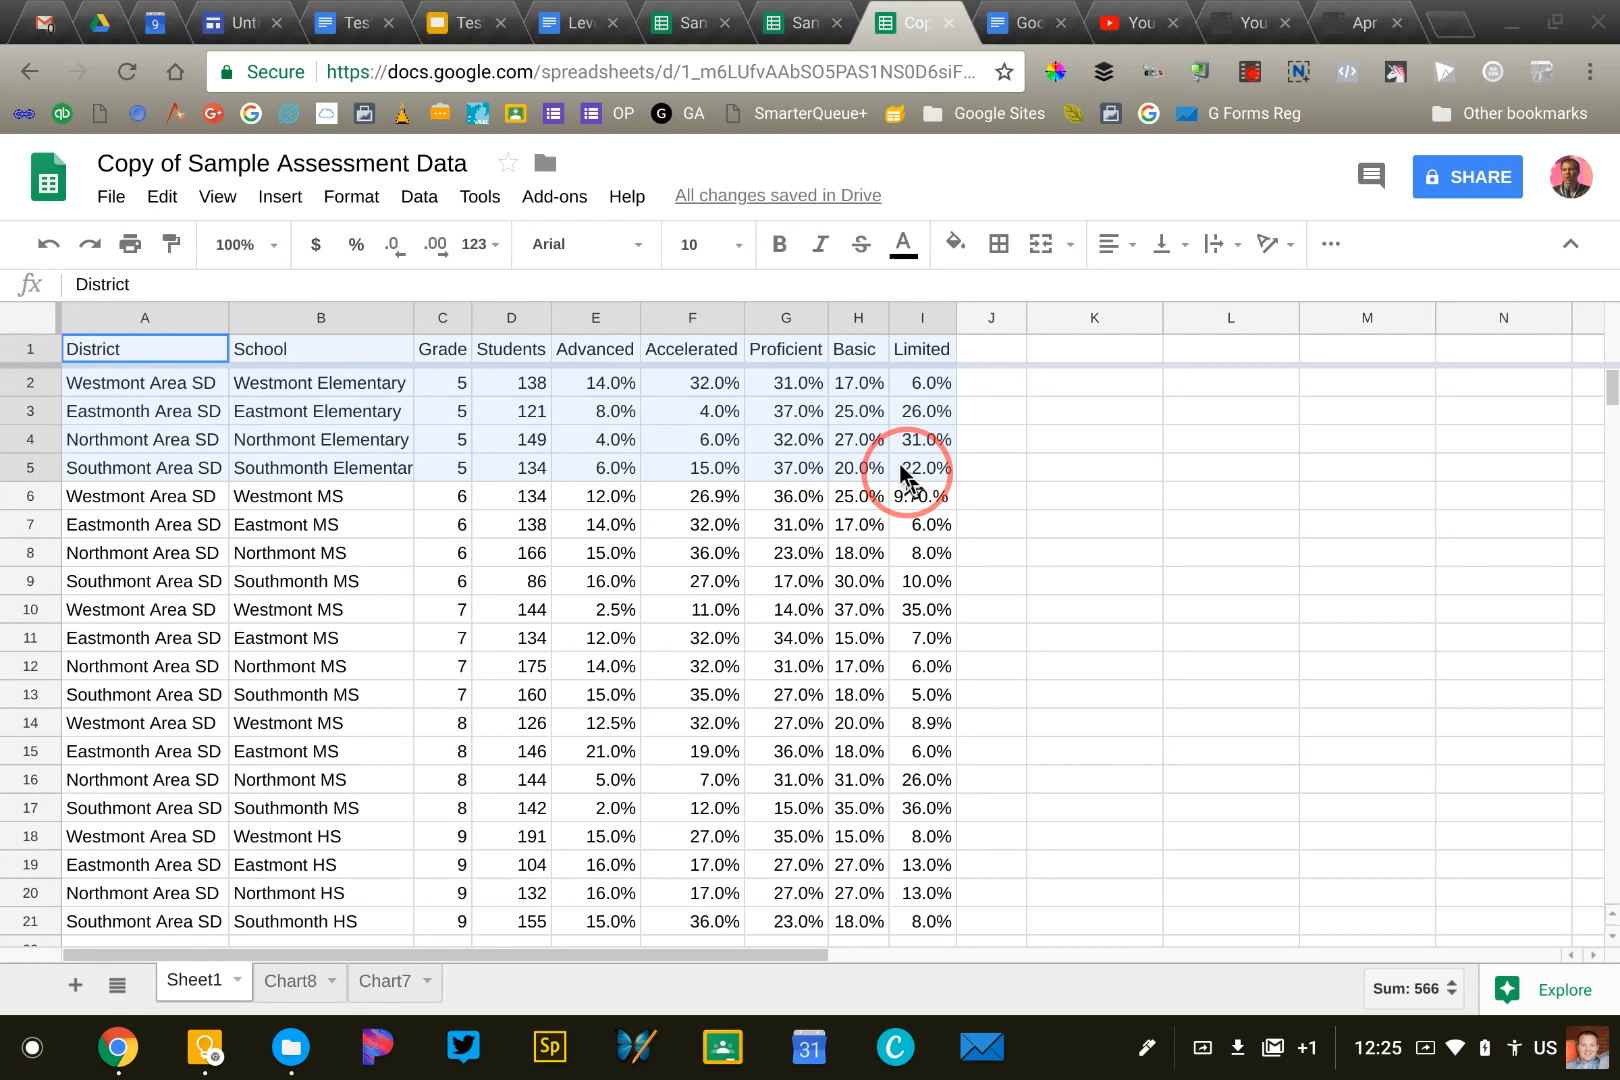 Unti
Tes
Tes
Lev
San
San
Cop
Goo
You
You
Apr
Secure https://docs.google.com/spreadsheets/d/1_m6LUfvAAbSO5PAS1NS0D6siF...
OP GA SmarterQueue+ Google Sites G Forms Reg Other bookmarks
Copy of Sample Assessment Data
File Edit View Insert Format Data Tools Add-ons Help All changes saved in Drive
SHARE
100% $ % .0 .00 123 Arial 10 B I S A
fx District
A B C D E F G H I J K L M N
1 District School Grade Students Advanced Accelerated Proficient Basic Limited
2 Westmont Area SD Westmont Elementary 5 138 14.0% 32.0% 31.0% 17.0% 6.0%
3 Eastmonth Area SD Eastmont Elementary 5 121 8.0% 4.0% 37.0% 25.0% 26.0%
4 Northmont Area SD Northmont Elementary 5 149 4.0% 6.0% 32.0% 27.0% 31.0%
5 Southmont Area SD Southmonth Elementar 5 134 6.0% 15.0% 37.0% 20.0% 22.0%
6 Westmont Area SD Westmont MS 6 134 12.0% 26.9% 36.0% 25.0%
7 Eastmonth Area SD Eastmont MS 6 138 14.0% 32.0% 31.0% 17.0% 6.0%
8 Northmont Area SD Northmont MS 6 166 15.0% 36.0% 23.0% 18.0% 8.0%
9 Southmont Area SD Southmonth MS 6 86 16.0% 27.0% 17.0% 30.0% 10.0%
10 Westmont Area SD Westmont MS 7 144 2.5% 11.0% 14.0% 37.0% 35.0%
11 Eastmonth Area SD Eastmont MS 7 134 12.0% 32.0% 34.0% 15.0% 7.0%
12 Northmont Area SD Northmont MS 7 175 14.0% 32.0% 31.0% 17.0% 6.0%
13 Southmont Area SD Southmonth MS 7 160 15.0% 35.0% 27.0% 18.0% 5.0%
14 Westmont Area SD Westmont MS 8 126 12.5% 32.0% 27.0% 20.0% 8.9%
15 Eastmonth Area SD Eastmont MS 8 146 21.0% 19.0% 36.0% 18.0% 6.0%
16 Northmont Area SD Northmont MS 8 144 5.0% 7.0% 31.0% 31.0% 26.0%
17 Southmont Area SD Southmonth MS 8 142 2.0% 12.0% 15.0% 35.0% 36.0%
18 Westmont Area SD Westmont HS 9 191 15.0% 27.0% 35.0% 15.0% 8.0%
19 Eastmonth Area SD Eastmont HS 9 104 16.0% 17.0% 27.0% 27.0% 13.0%
20 Northmont Area SD Northmont HS 9 132 16.0% 17.0% 27.0% 27.0% 13.0%
21 Southmont Area SD Southmonth HS 9 155 15.0% 36.0% 23.0% 18.0% 8.0%
Sheet1 Chart8 Chart7 Sum: 566 Explore
Sp 31 C +1 12:25 US